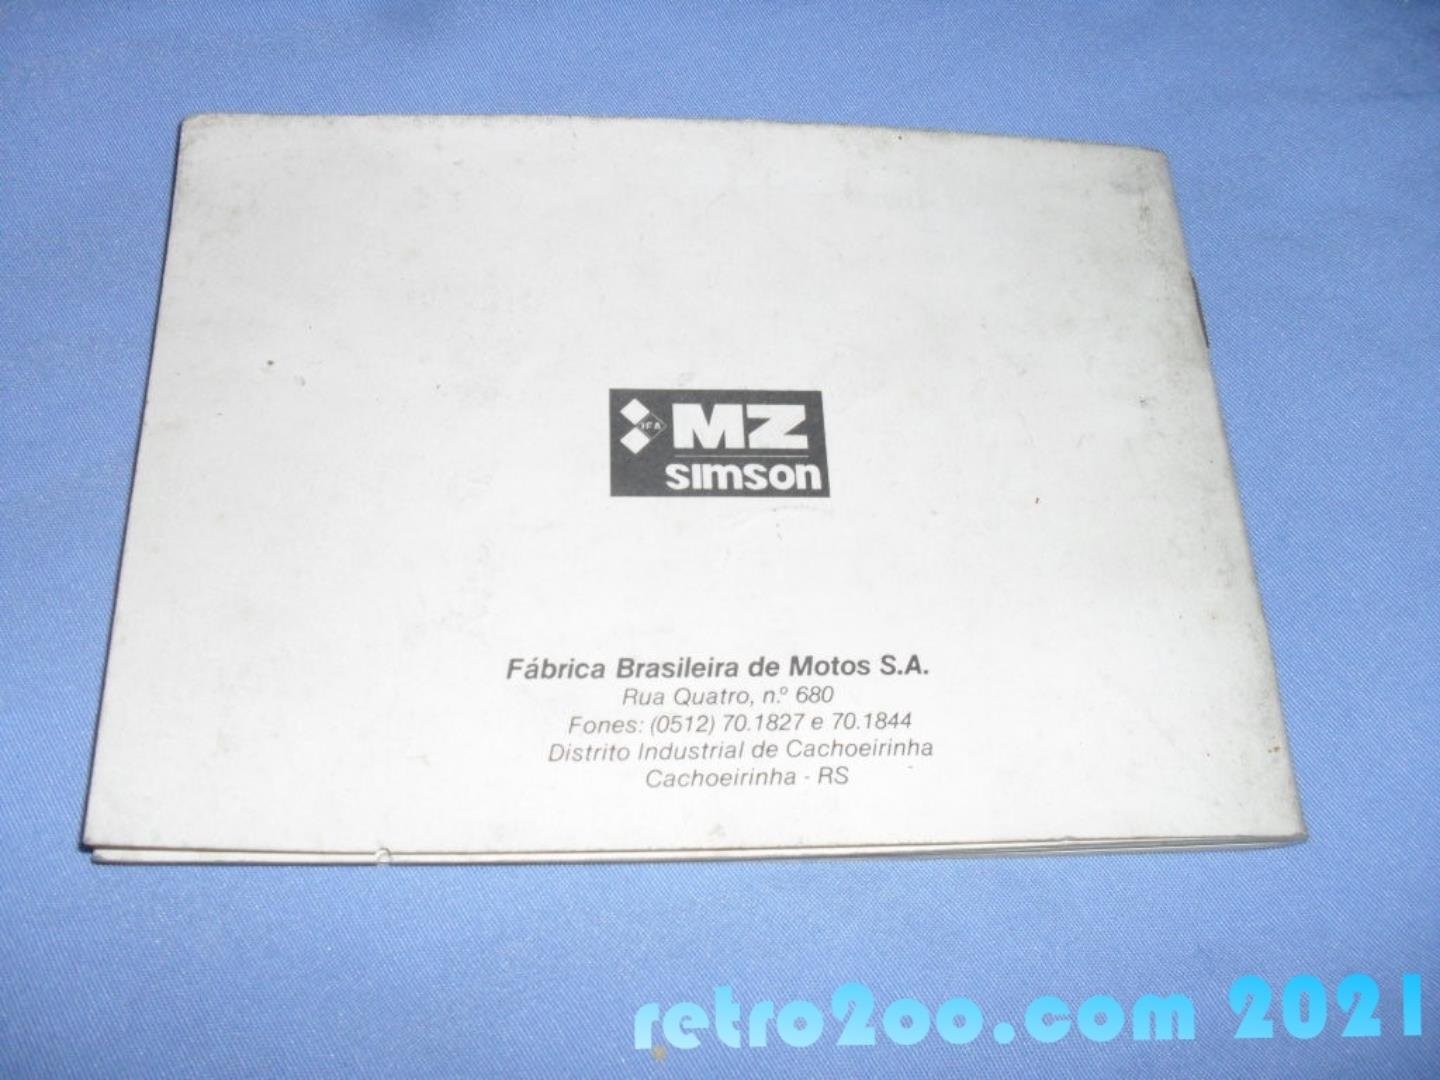 IFA
MZ
simson
Fábrica Brasileira de Motos S.A.
Rua Quatro, n.º 680
Fones: (0512) 70.1827 e 70.1844
Distrito Industrial de Cachoeirinha
Cachoeirinha - RS
retro2oo.com 2021